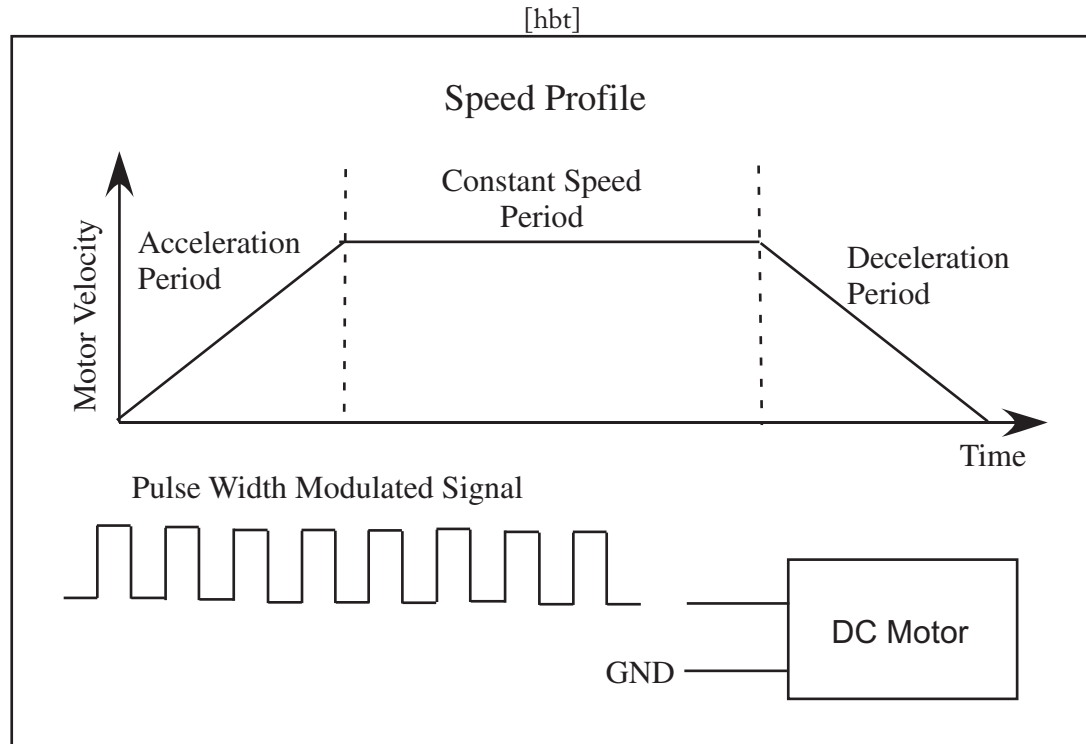 [hbt]
Speed Profile
Motor Velocity
Acceleration
Period
Constant Speed
Period
Deceleration
Period
Time
Pulse Width Modulated Signal
DC Motor
GND